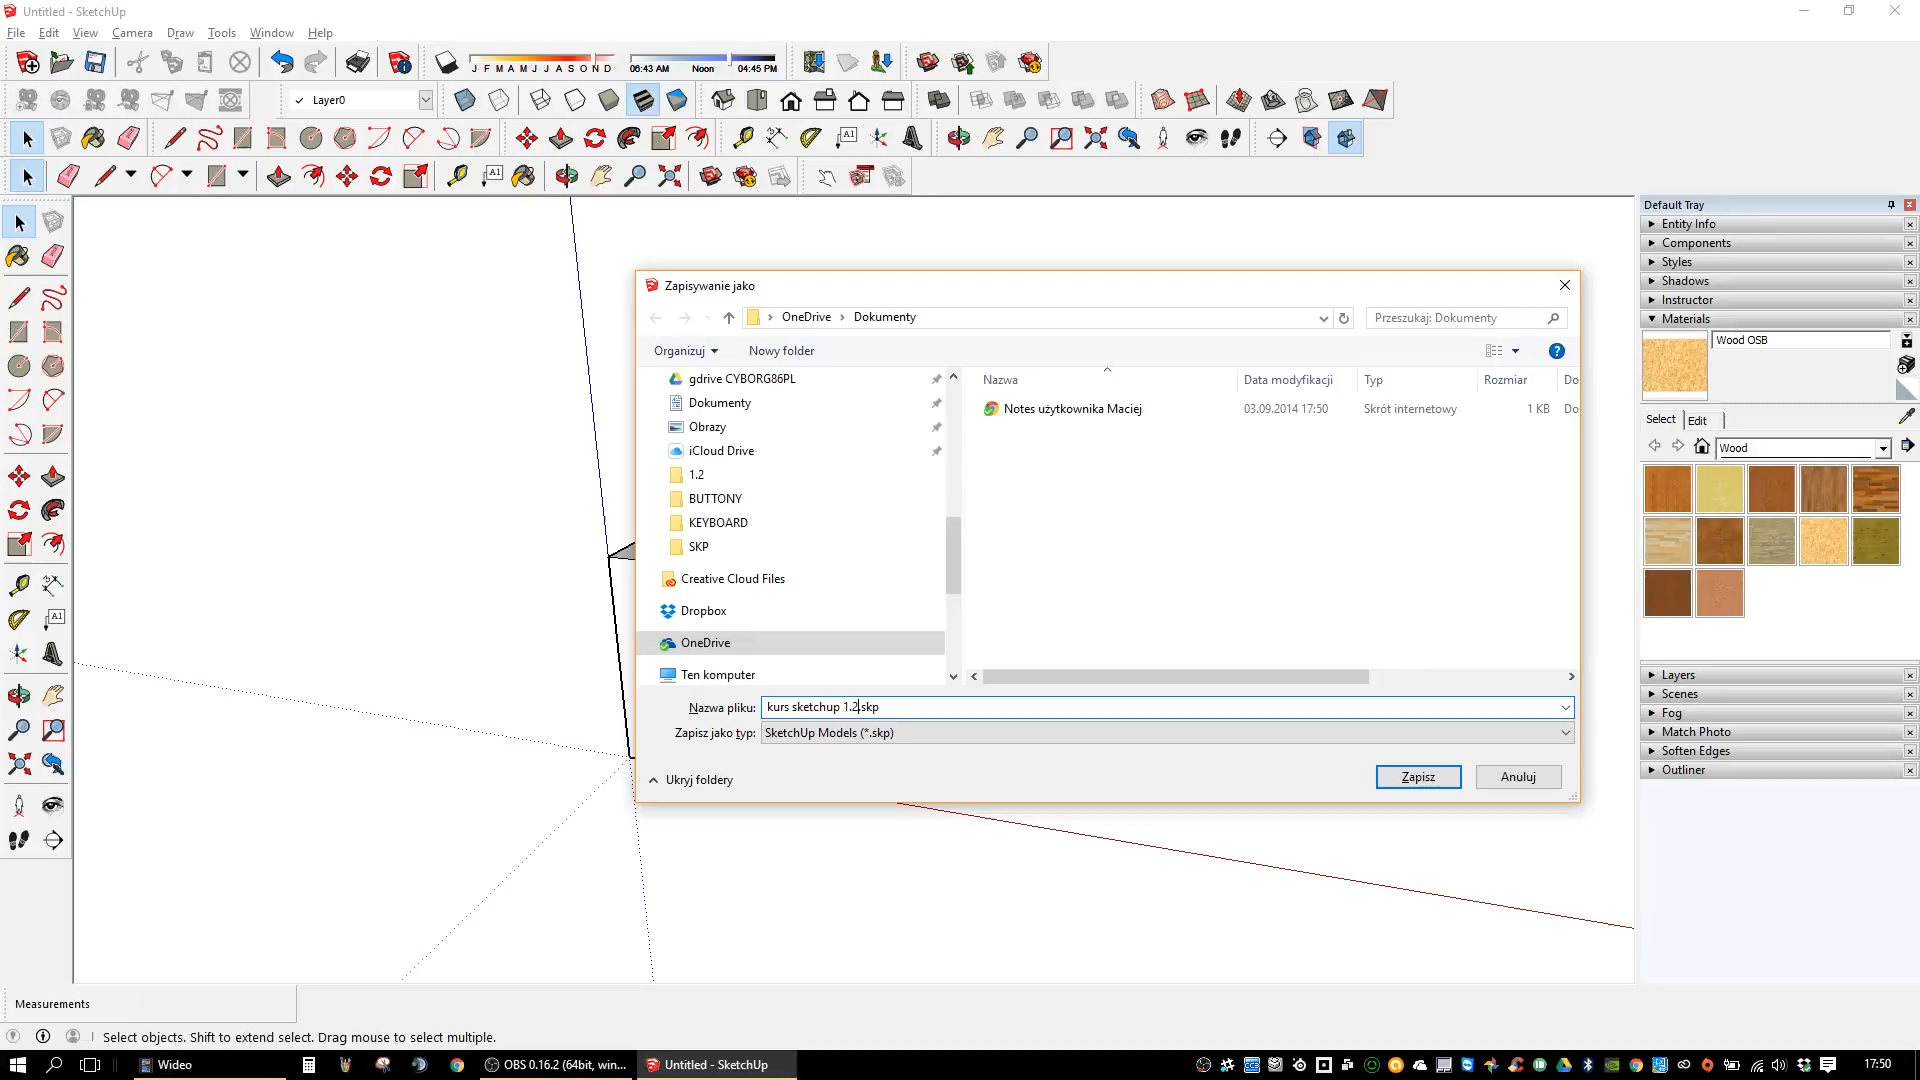 Untitled - SketchUp
File Edit View Camera Draw Tools Window Help
J F M A M J J A S O N D 06:43 AM Noon 04:45 PM
Layer0
A1
A1
A1
Default Tray
Entity Info
Components
Styles
Shadows
Instructor
Materials
Wood OSB
Select Edit
Wood
Layers
Scenes
Fog
Match Photo
Soften Edges
Outliner
Zapisywanie jako
OneDrive Dokumenty
Przeszukaj: Dokumenty
Organizuj Nowy folder
gdrive CYBORG86PL
Dokumenty
Obrazy
iCloud Drive
1.2
BUTTONY
KEYBOARD
SKP
Creative Cloud Files
Dropbox
OneDrive
Ten komputer
Nazwa Data modyfikacji Typ Rozmiar Do
Notes użytkownika Maciej 03.09.2014 17:50 Skrót internetowy 1 KB Do
Nazwa pliku: kurs sketchup 1.2.skp
Zapisz jako typ: SketchUp Models (*.skp)
Ukryj foldery
Zapisz Anuluj
Measurements
Select objects. Shift to extend select. Drag mouse to select multiple.
Wideo
OBS 0.16.2 (64bit, win...
Untitled - SketchUp
17:50